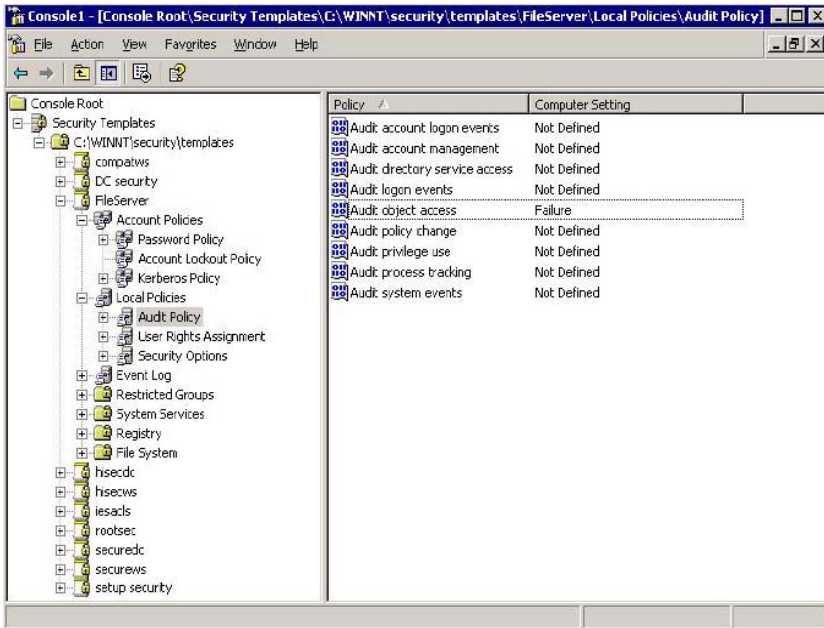 Console1 - [Console Root\Security Templates\C:\WINNT\security\templates\FileServer\Local Policies\Audit Policy]
File Action View Favorites Window Help
Console Root
Security Templates
C:\WINNT\security\templates
compatws
DC security
FileServer
Account Policies
Password Policy
Account Lockout Policy
Kerberos Policy
Local Policies
Audit Policy
User Rights Assignment
Security Options
Event Log
Restricted Groups
System Services
Registry
File System
hisecdc
hisecws
iesacls
rootsec
securedc
securews
setup security
Policy Computer Setting
Audit account logon events Not Defined
Audit account management Not Defined
Audit directory service access Not Defined
Audit logon events Not Defined
Audit object access Failure
Audit policy change Not Defined
Audit privilege use Not Defined
Audit process tracking Not Defined
Audit system events Not Defined